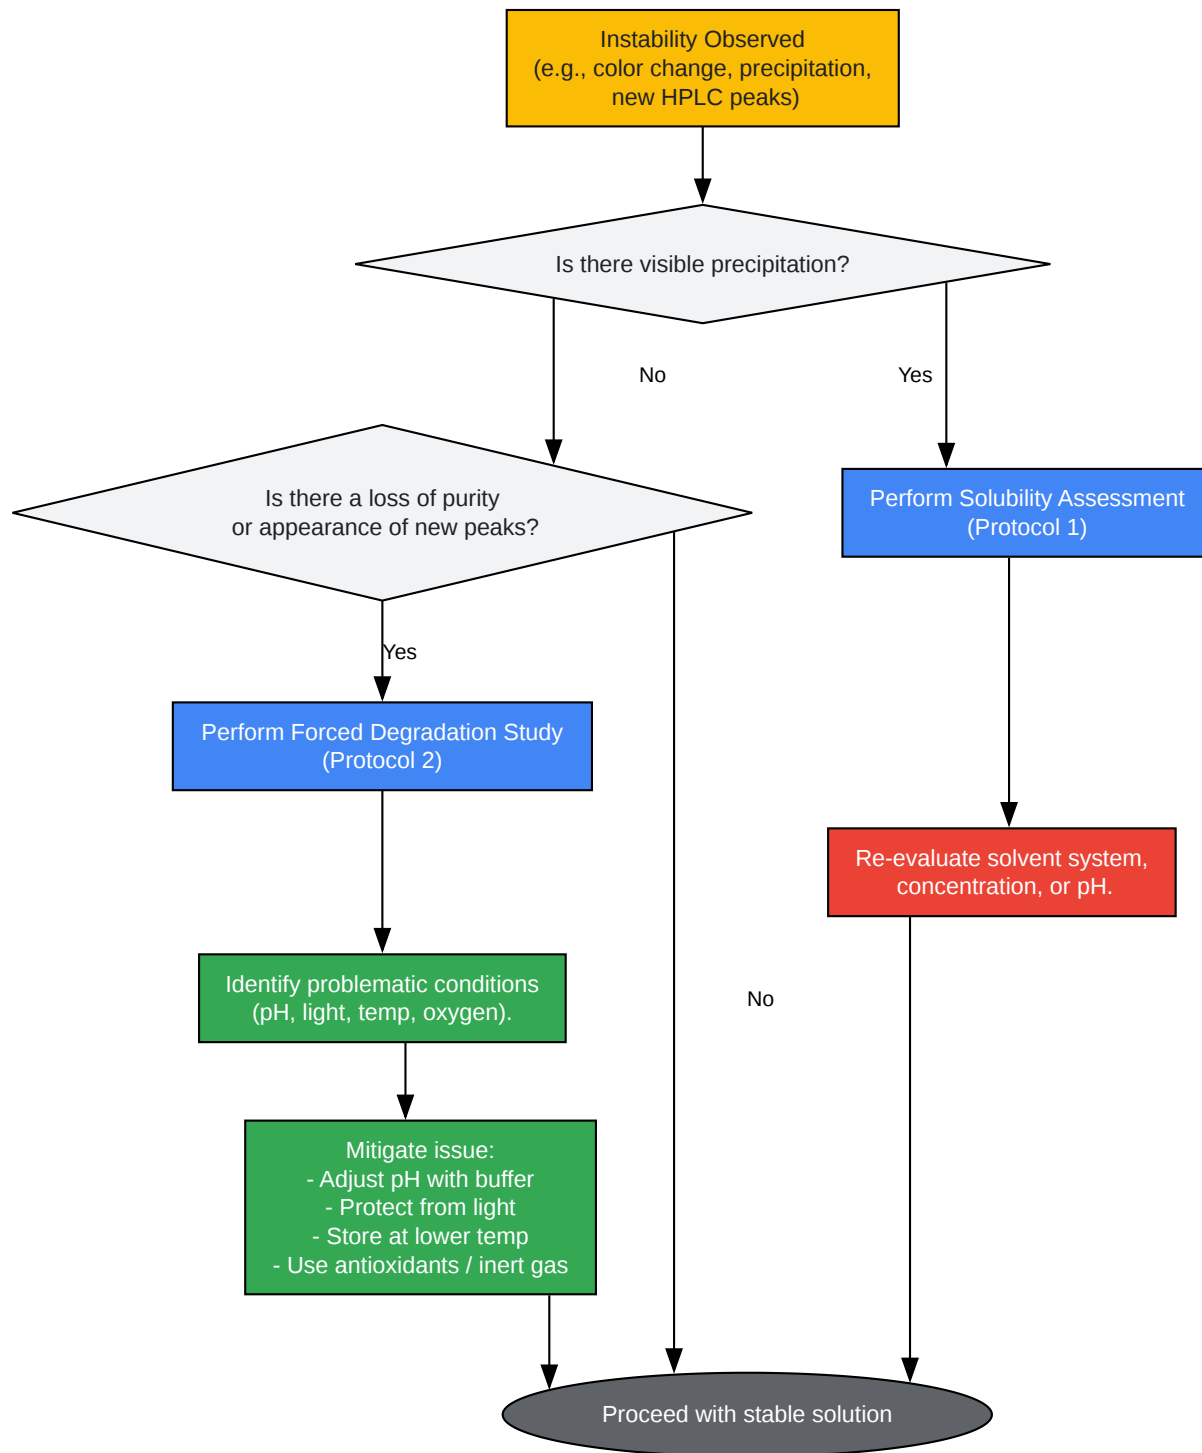 Instability Observed
(e.g., color change, precipitation,
new HPLC peaks)
Is there visible precipitation?
No
Yes
Is there a loss of purity
or appearance of new peaks?
Perform Solubility Assessment
(Protocol 1)
Yes
Perform Forced Degradation Study
(Protocol 2)
Re-evaluate solvent system,
concentration, or pH.
Identify problematic conditions
(pH, light, temp, oxygen).
No
Mitigate issue:
- Adjust pH with buffer
- Protect from light
- Store at lower temp
- Use antioxidants / inert gas
Proceed with stable solution